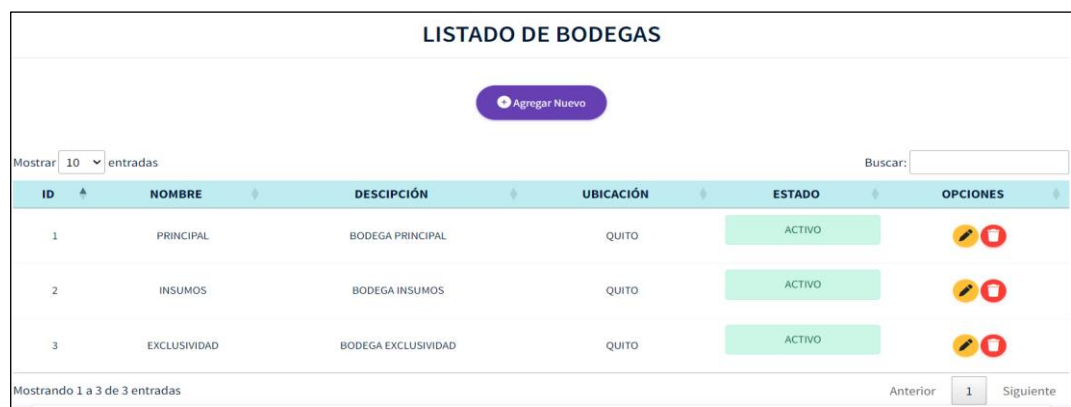 LISTADO DE BODEGAS
Agregar Nuevo
Mostrar 10 entradas Buscar:
ID NOMBRE DESCIPCIÓN UBICACIÓN ESTADO OPCIONES
1 PRINCIPAL BODEGA PRINCIPAL QUITO ACTIVO
2 INSUMOS BODEGA INSUMOS QUITO ACTIVO
3 EXCLUSIVIDAD BODEGA EXCLUSIVIDAD QUITO ACTIVO
Mostrando 1 a 3 de 3 entradas Anterior 1 Siguiente